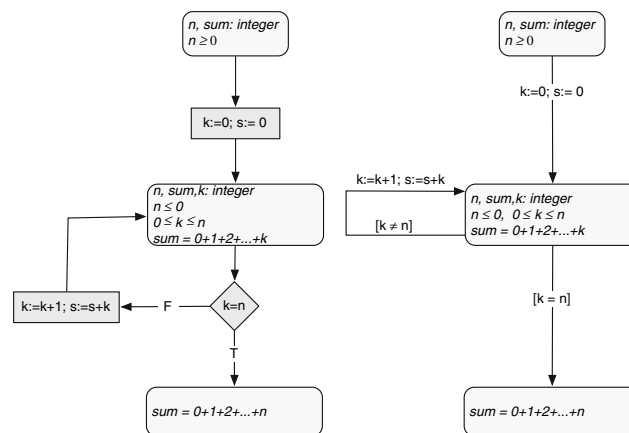 n, sum: integer
n ≥ 0
k:=0; s:= 0
n, sum,k: integer
n ≤ 0
0 ≤ k ≤ n
sum = 0+1+2+...+k
k:=k+1; s:=s+k
F
k=n
T
sum = 0+1+2+...+n
n, sum: integer
n ≥ 0
k:=0; s:= 0
k:=k+1; s:=s+k
n, sum,k: integer
n ≤ 0, 0 ≤ k ≤ n
sum = 0+1+2+...+k
[k ≠ n]
[k = n]
sum = 0+1+2+...+n